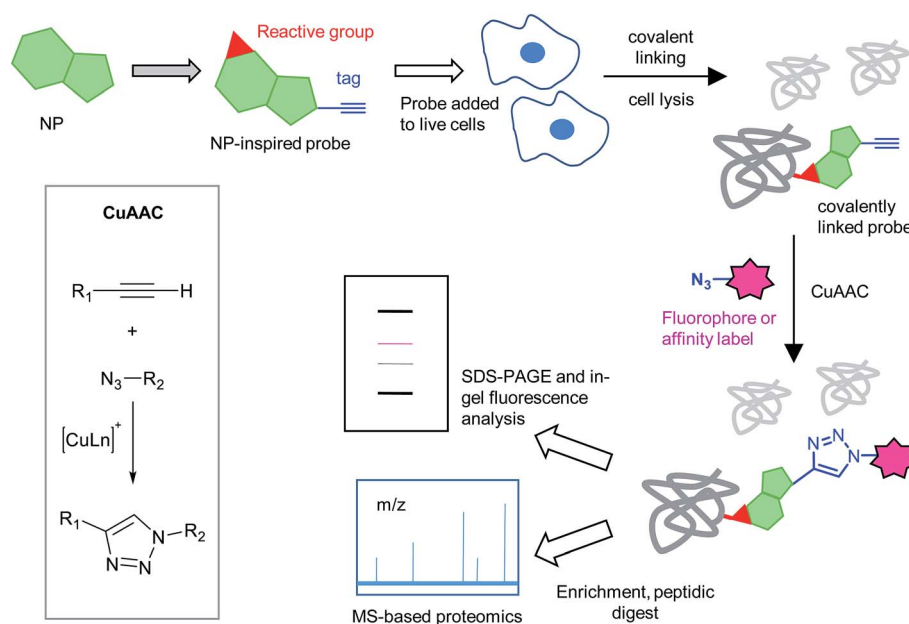 Reactive group
tag
NP
NP-inspired probe
Probe added
to live cells
covalent
linking
cell lysis
covalently
linked probe
N3
CuAAC
Fluorophore or
affinity label
N
N
N
SDS-PAGE and in-
gel fluorescence
analysis
Enrichment, peptidic
digest
m/z
MS-based proteomics
CuAAC
R1
H
+
N3–R2
[CuLn]+
R1
N
R2
N
N